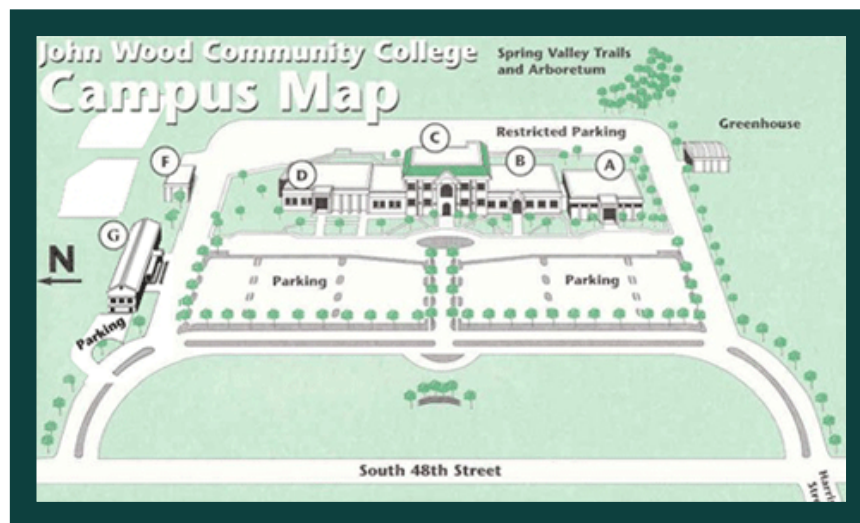 John Wood Community College
Campus Map
Spring Valley Trails
and Arboretum
Restricted Parking
Greenhouse
C
F
D
B
A
G
N
Parking
Parking
Parking
South 48th Street